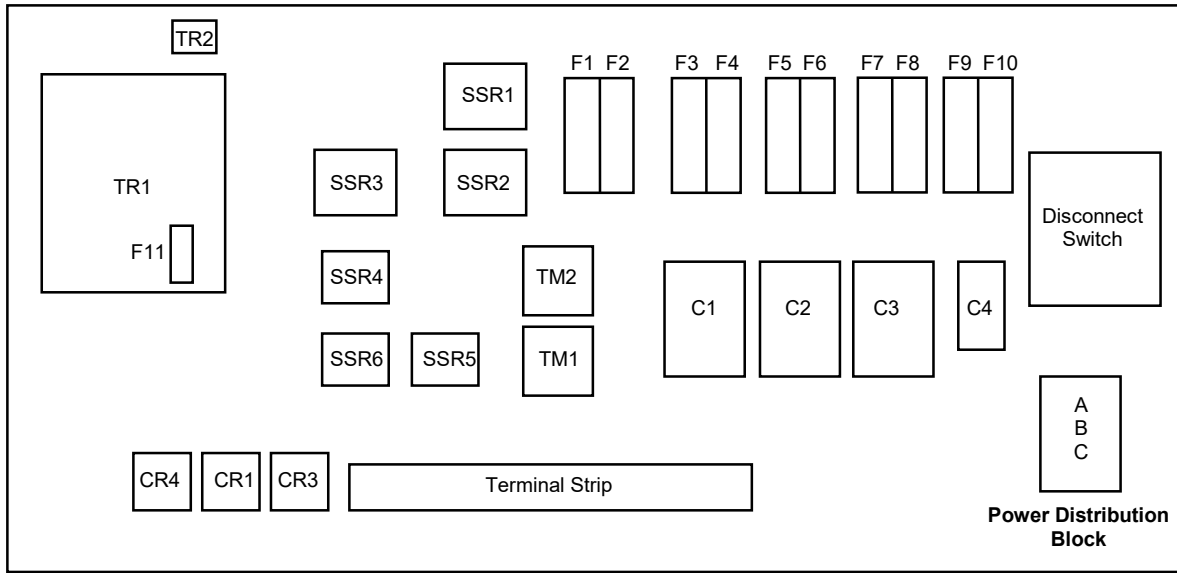 TR2
F1 F2 F3 F4 F5 F6 F7 F8 F9 F10
SSR1
TR1
SSR3
SSR2
Disconnect
Switch
F11
SSR4
TM2
C1
C2
C3
C4
SSR6
SSR5
TM1
A
B
C
CR4
CR1
CR3
Terminal Strip
Power Distribution
Block